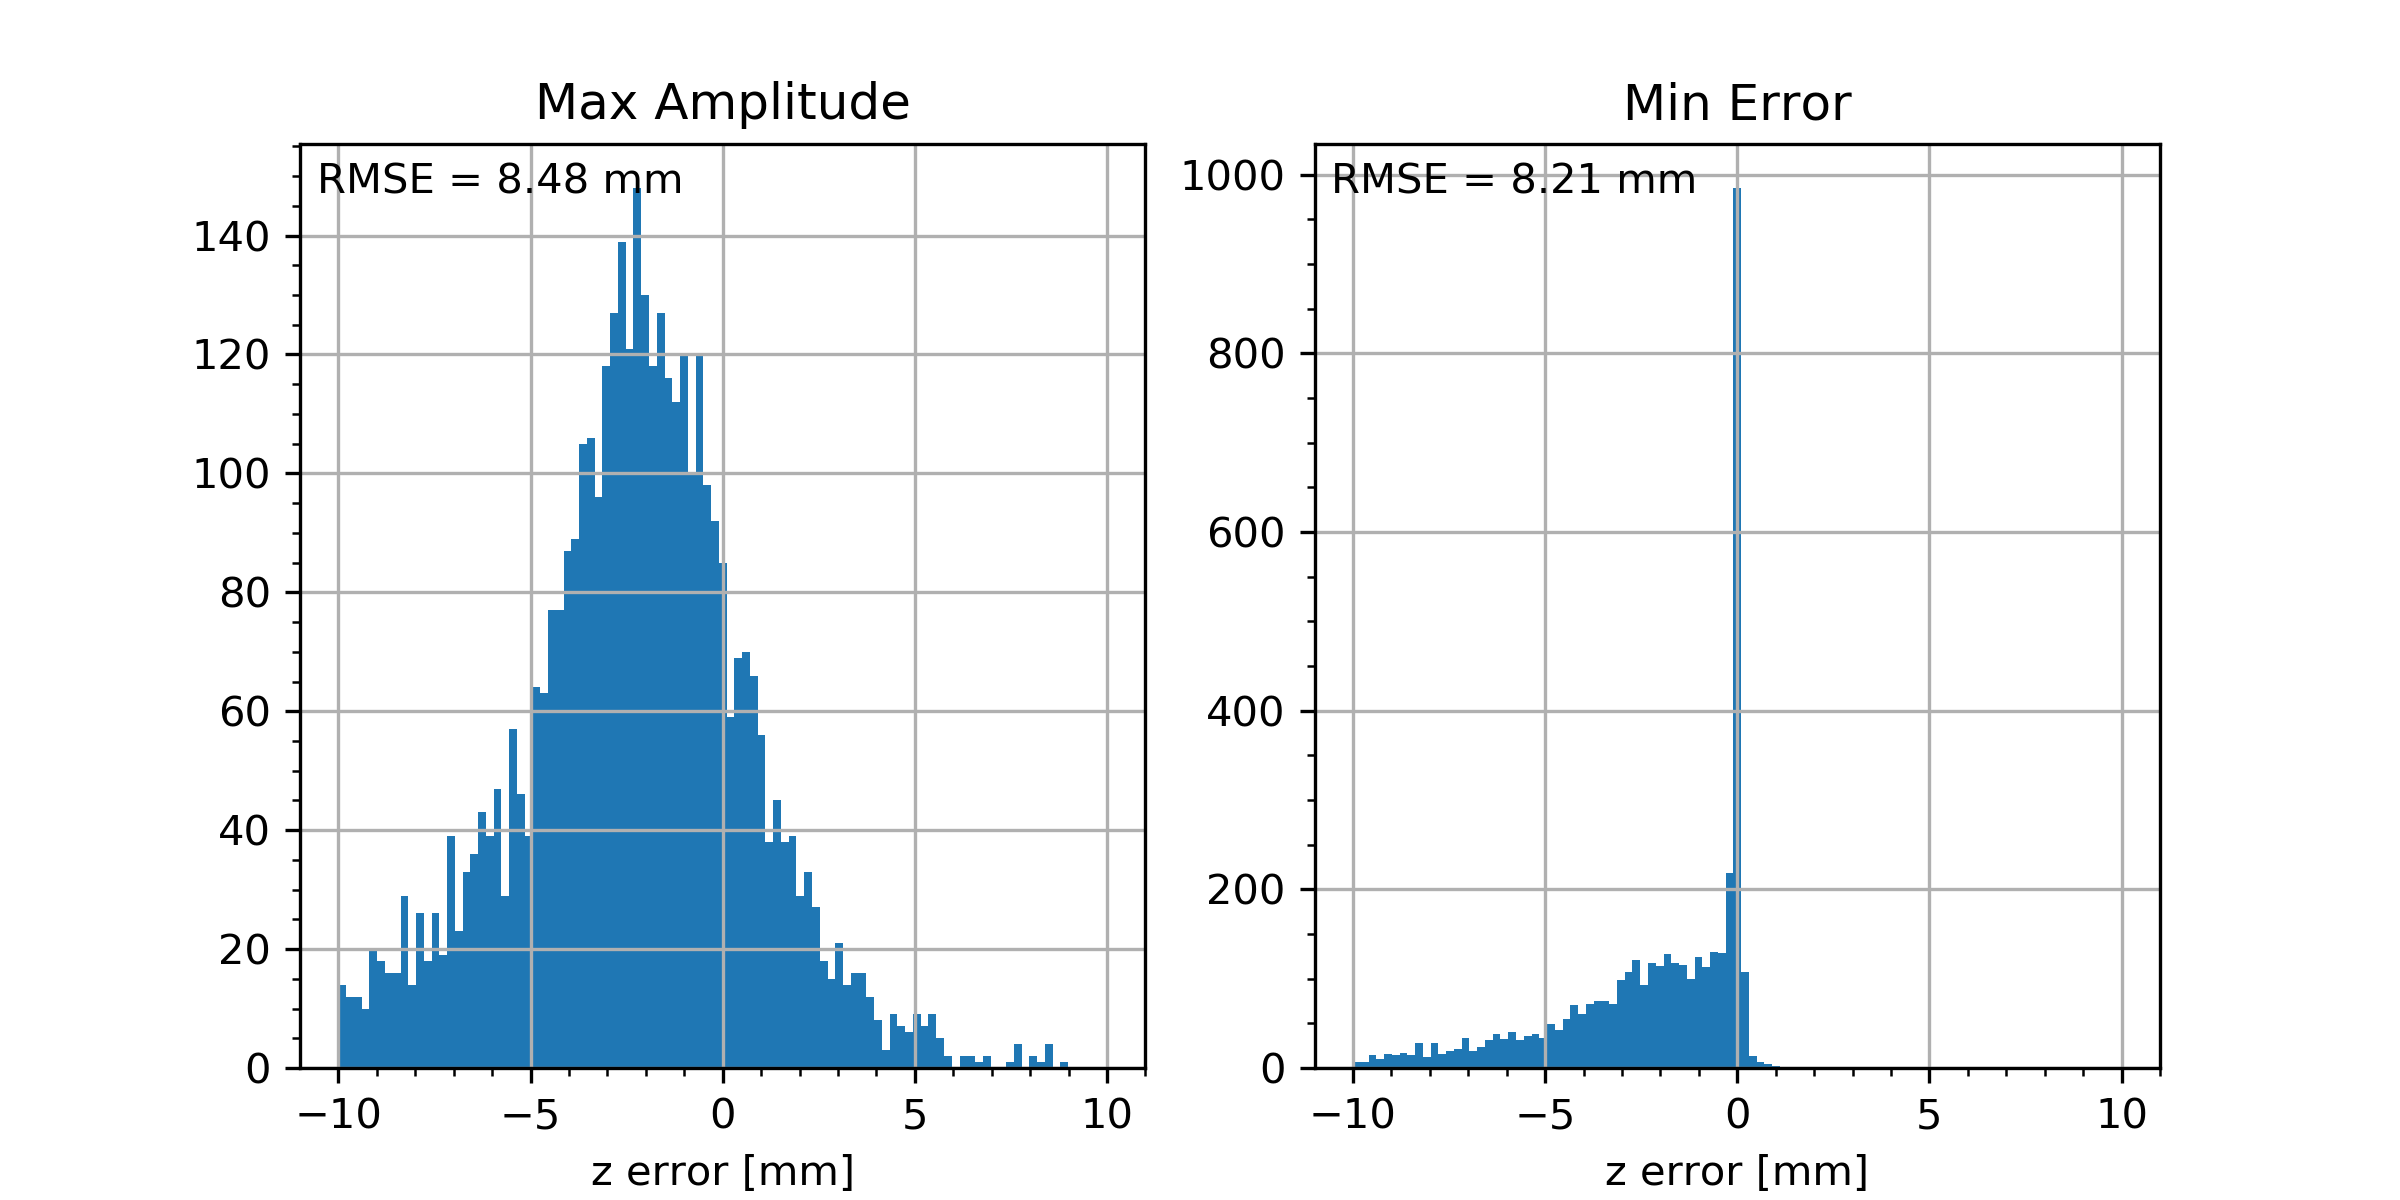 Max Amplitude
RMSE = 8.48 mm
140
120
100
80
60
40
20
0
−10 −5 0 5 10
z error [mm]
Min Error
RMSE = 8.21 mm
1000
800
600
400
200
0
−10 −5 0 5 10
z error [mm]